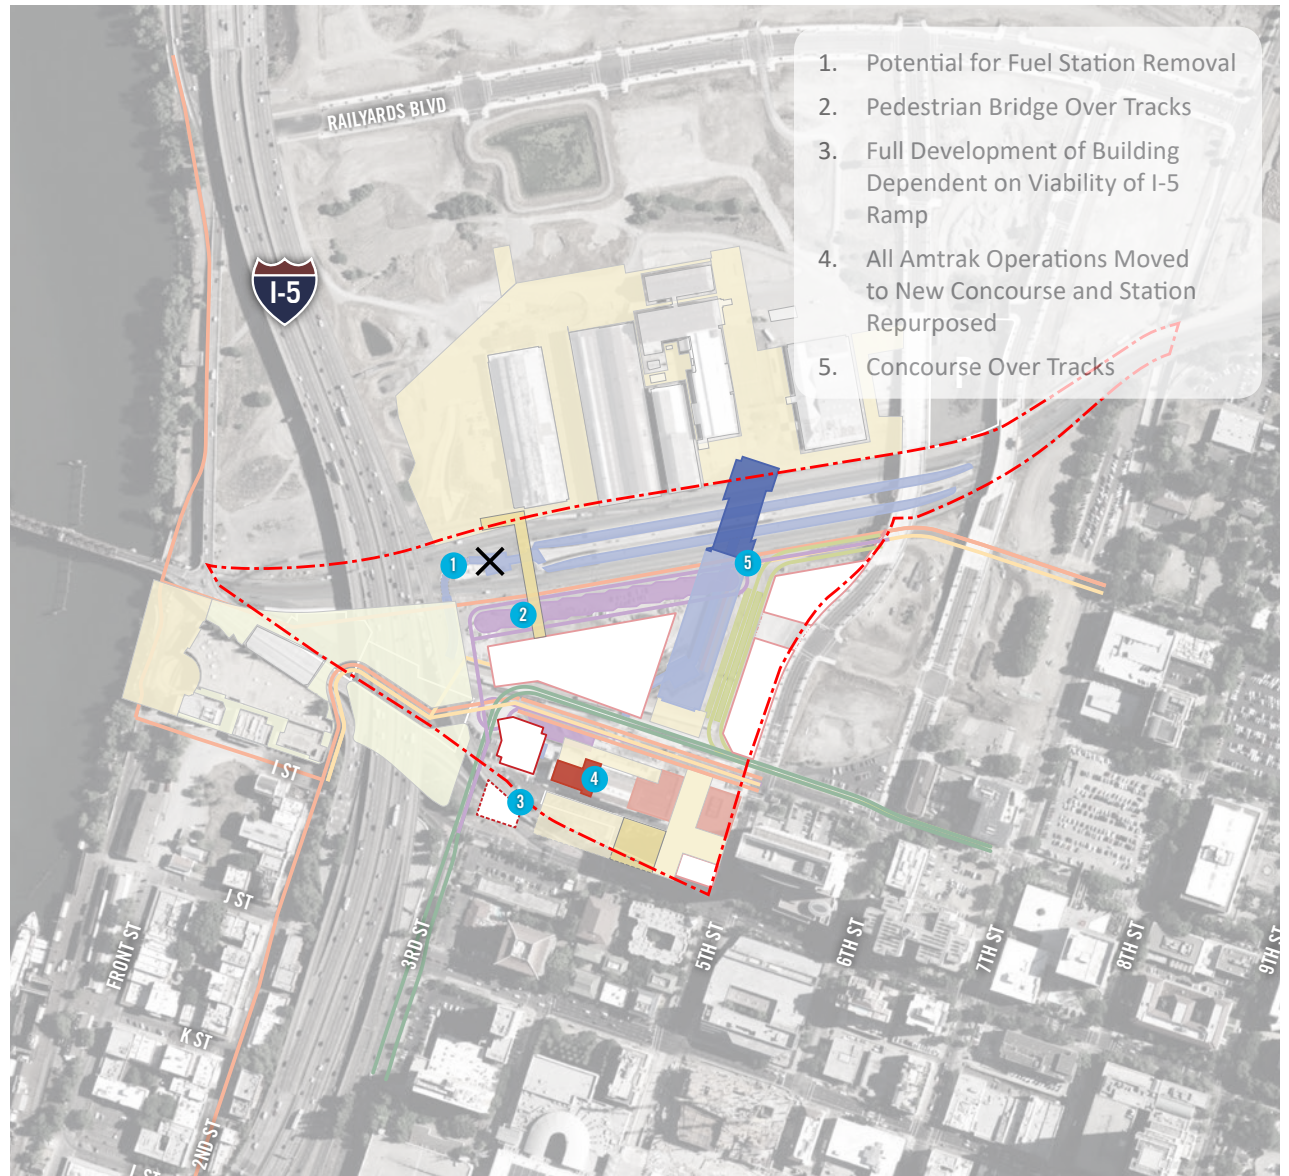 1. Potential for Fuel Station Removal
2. Pedestrian Bridge Over Tracks
3. Full Development of Building
Dependent on Viability of I-5
Ramp
4. All Amtrak Operations Moved
to New Concourse and Station
Repurposed
5. Concourse Over Tracks
RAILYARDS BLVD
I-5
1
5
2
4
3
I ST
J ST
K ST
L ST
FRONT ST
2ND ST
3RD ST
5TH ST
6TH ST
7TH ST
8TH ST
9TH ST